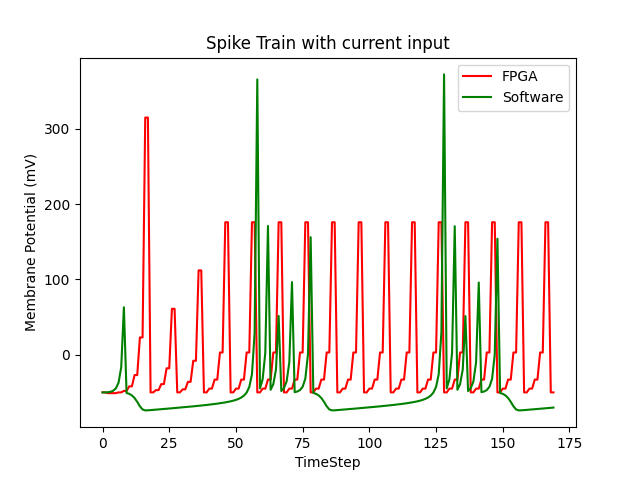 Spike Train with current input
FPGA
Software
Membrane Potential (mV)
300
200
100
0
0 25 50 75 100 125 150 175
TimeStep